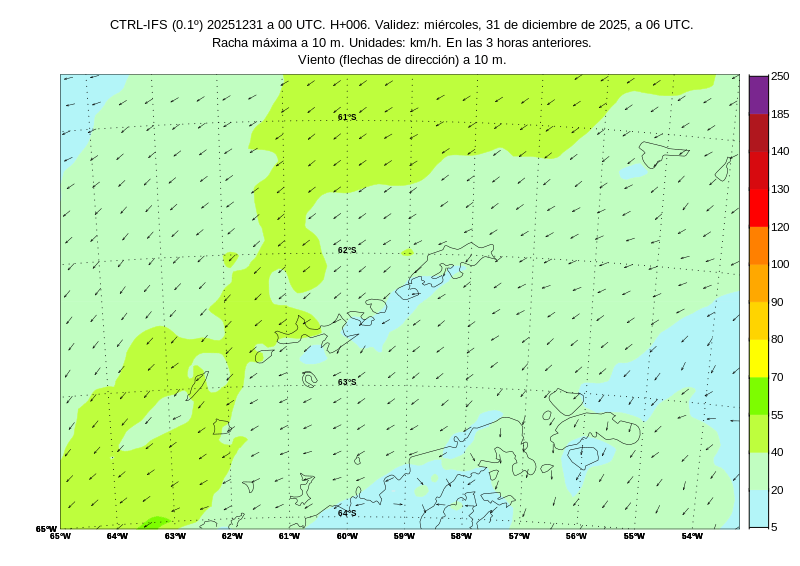 CTRL-IFS (0.1º) 20251231 a 00 UTC. H+006. Validez: miércoles, 31 de diciembre de 2025, a 06 UTC.
Racha máxima a 10 m. Unidades: km/h. En las 3 horas anteriores.
Viento (flechas de dirección) a 10 m.
250
185
140
130
120
100
90
80
70
55
40
20
5
61°S
62°S
63°S
64°S
65°W
65°W 64°W 63°W 62°W 61°W 60°W 59°W 58°W 57°W 56°W 55°W 54°W